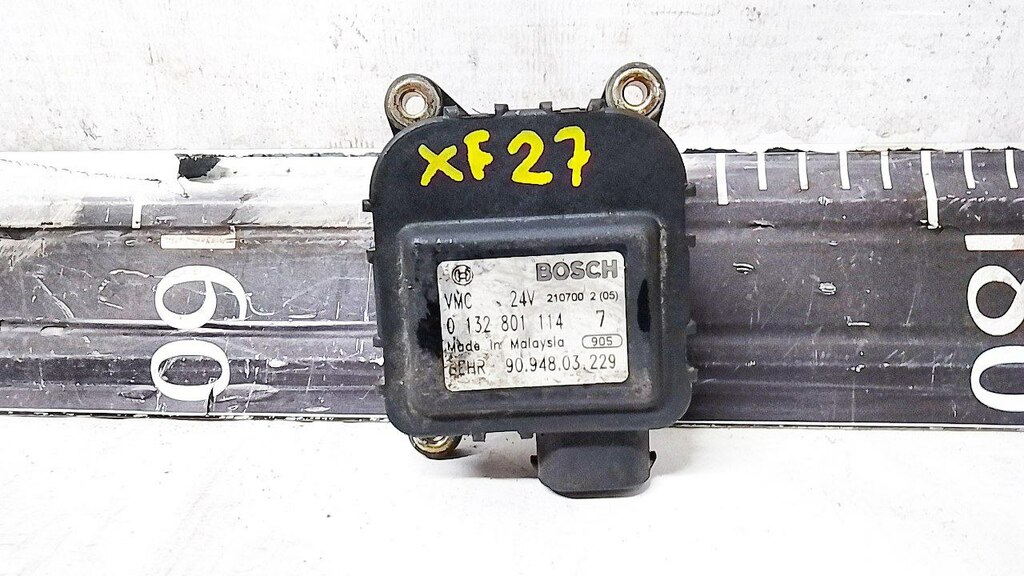 XF27
BOSCH
VMC 24V 210700 2 (05)
0 132 801 114 7
Made in Malaysia 905
BEHR 90.948.03.229
160
180